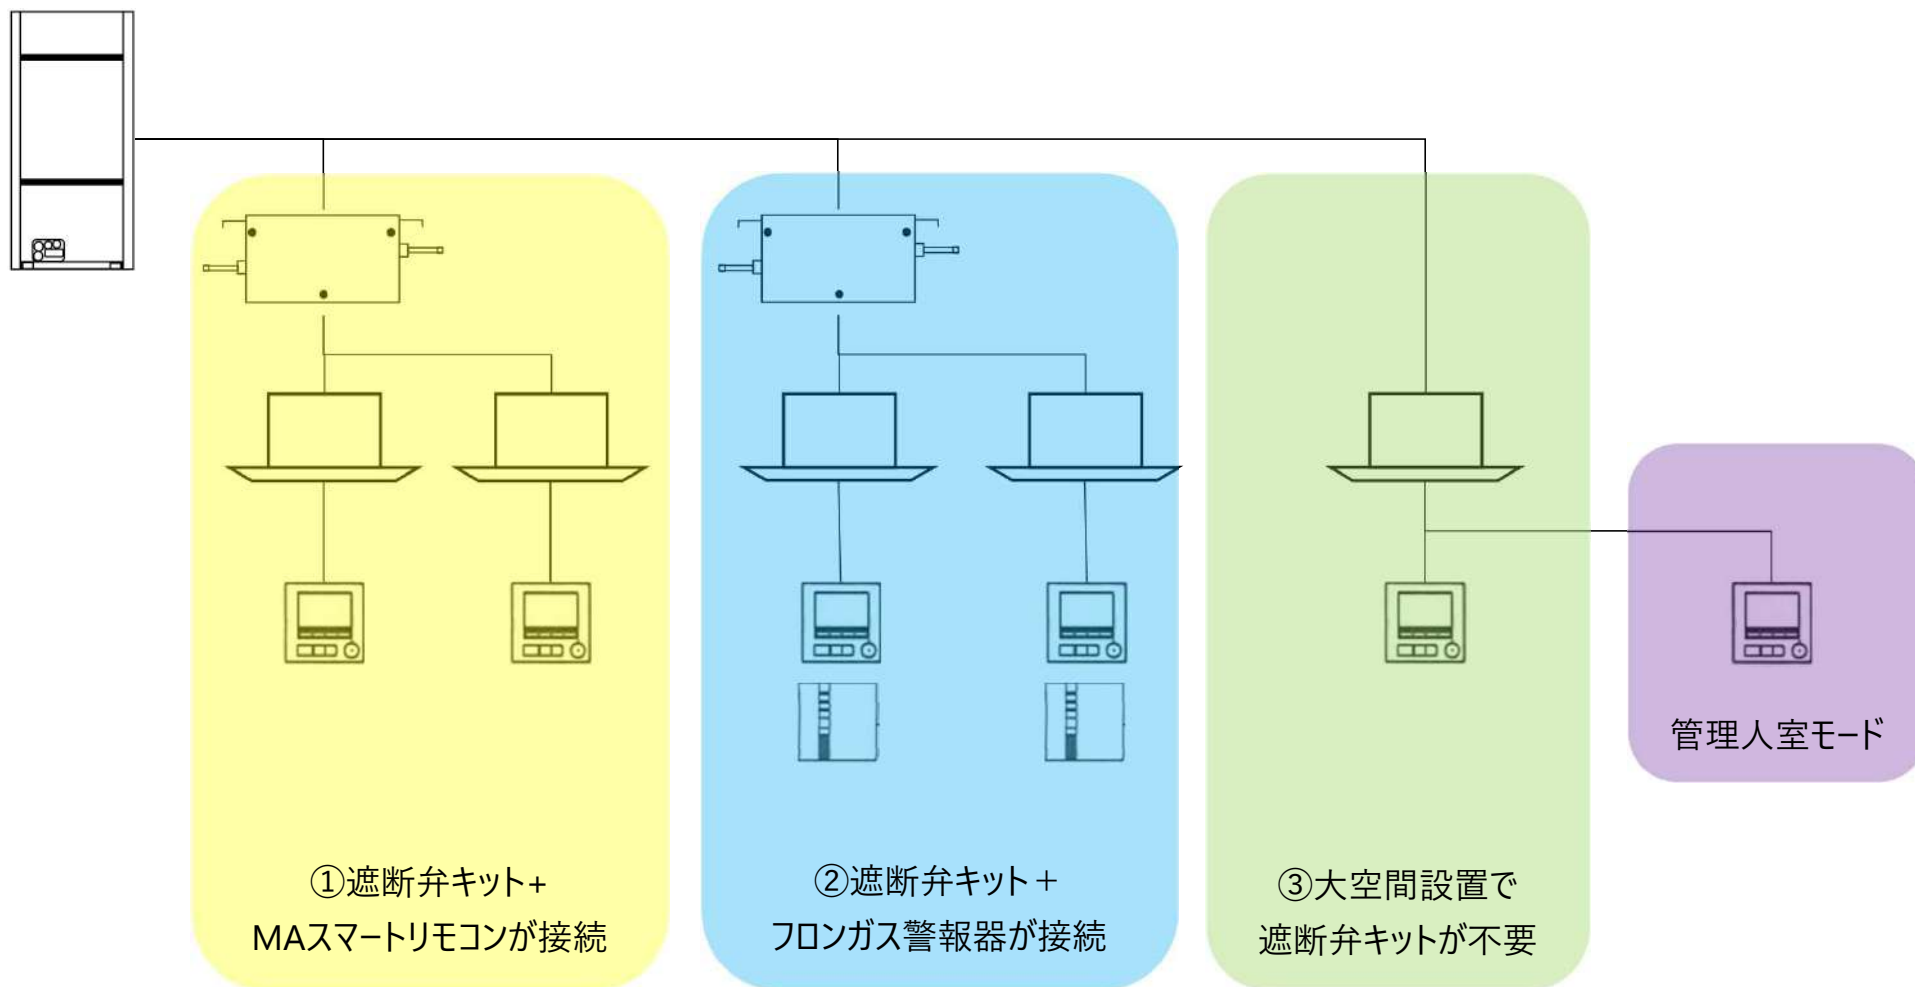 管理人室モード
①遮断弁キット+
MAスマートリモコンが接続
②遮断弁キット＋
フロンガス警報器が接続
③大空間設置で
遮断弁キットが不要